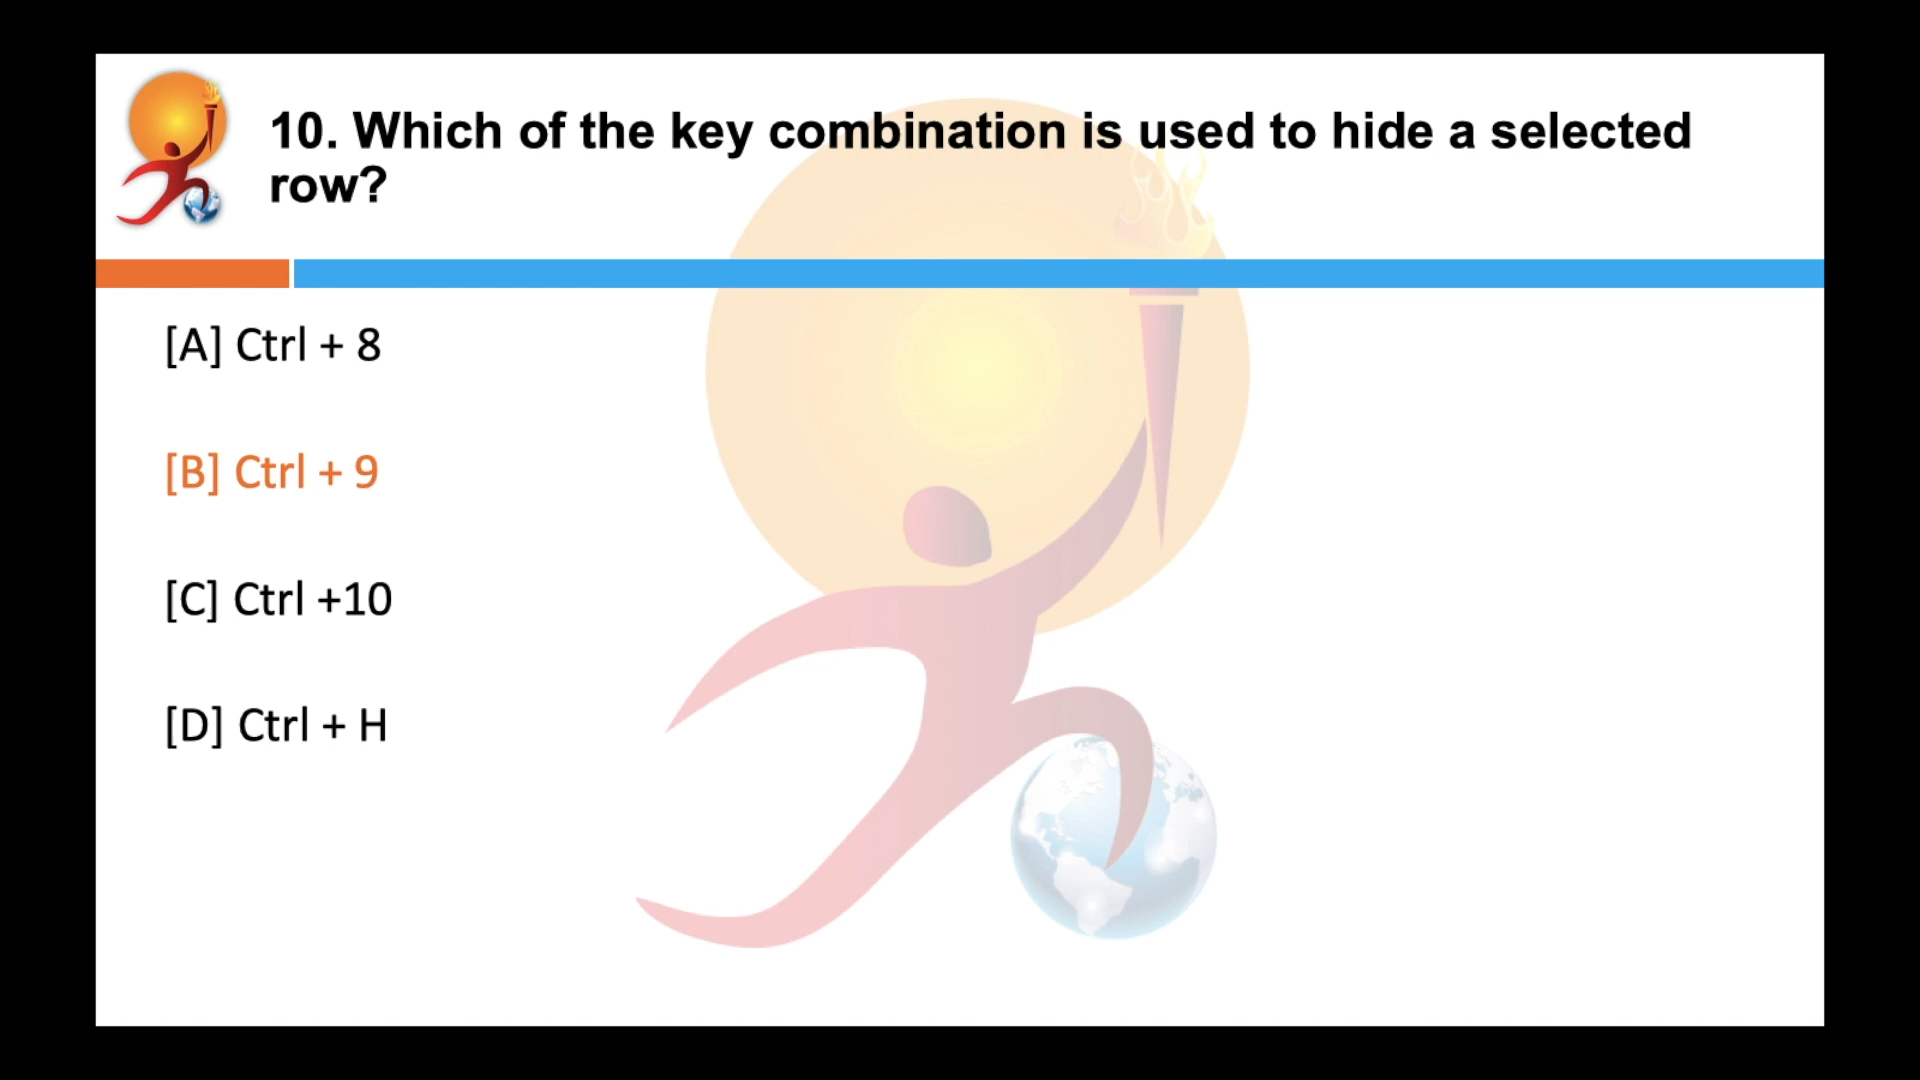 10. Which of the key combination is used to hide a selected
row?
[A] Ctrl + 8
[B] Ctrl + 9
[C] Ctrl +10
[D] Ctrl + H